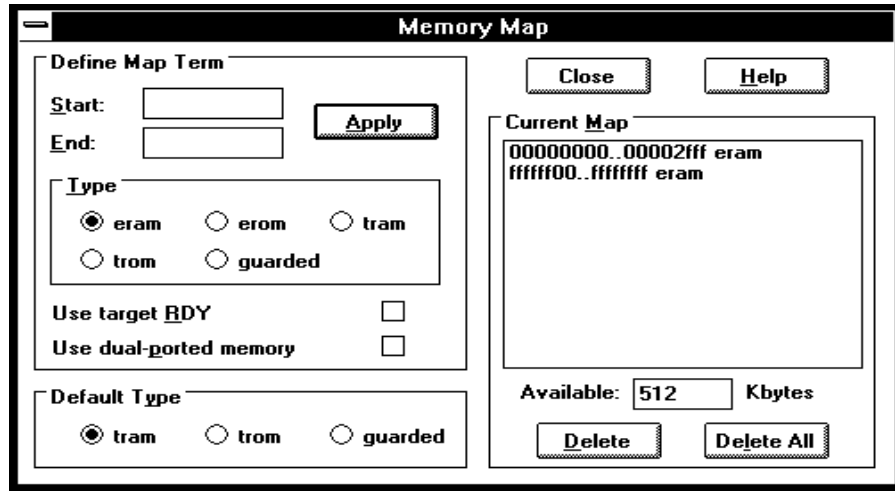 Memory Map
Define Map Term
Start:
End:
Apply
Type
eram erom tram
trom guarded
Use target RDY
Use dual-ported memory
Default Type
tram trom guarded
Close Help
Current Map
00000000..00002fff eram
ffffff00..ffffffff eram
Available: 512 Kbytes
Delete Delete All